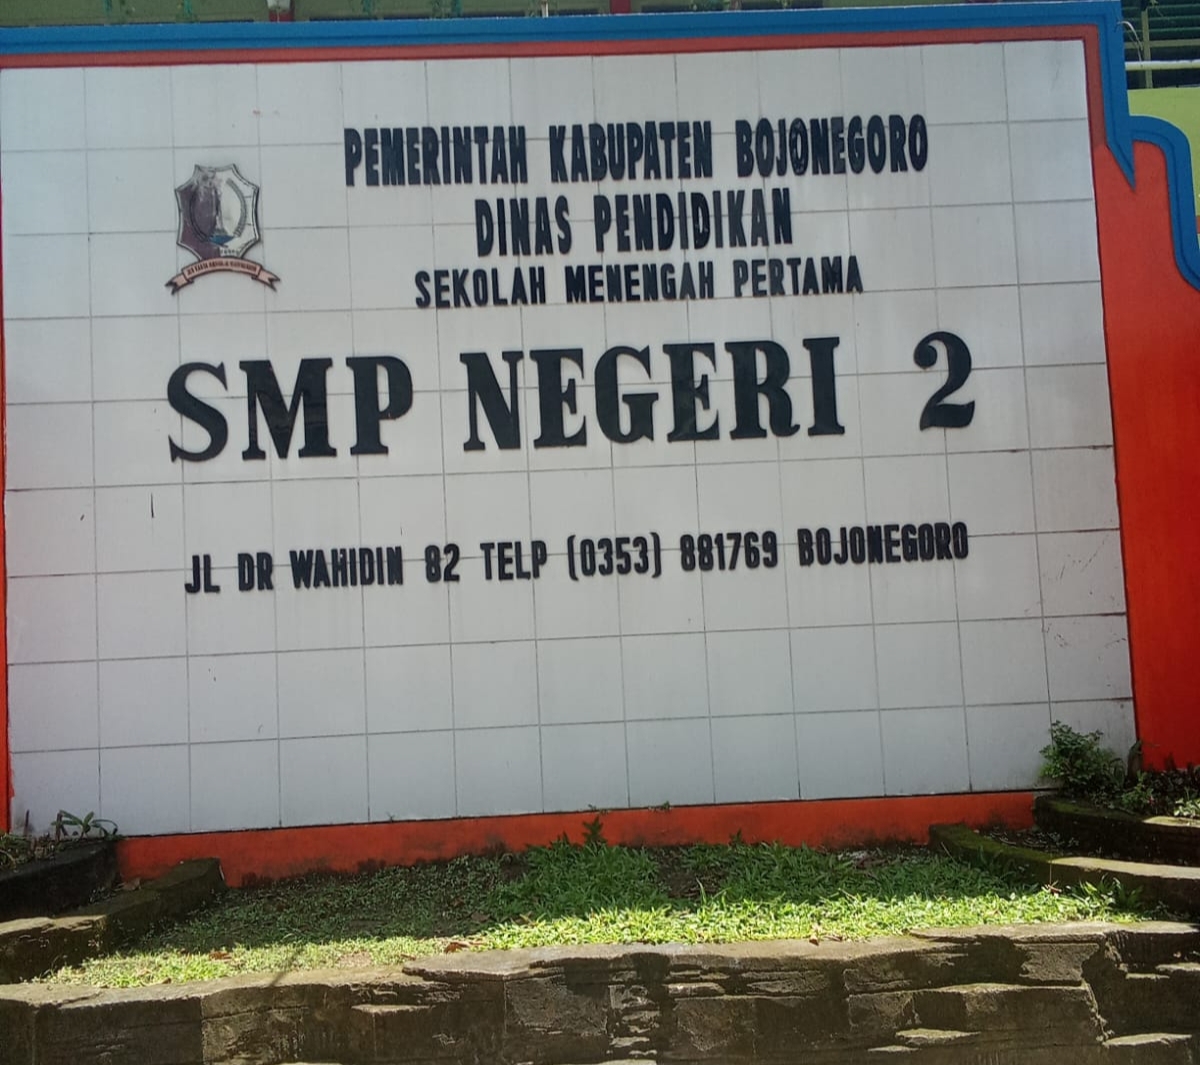 PEMERINTAH KABUPATEN BOJONEGORO
DINAS PENDIDIKAN
SEKOLAH MENENGAH PERTAMA
SMP NEGERI 2
JL DR WAHIDIN 82 TELP (0353) 881769 BOJONEGORO